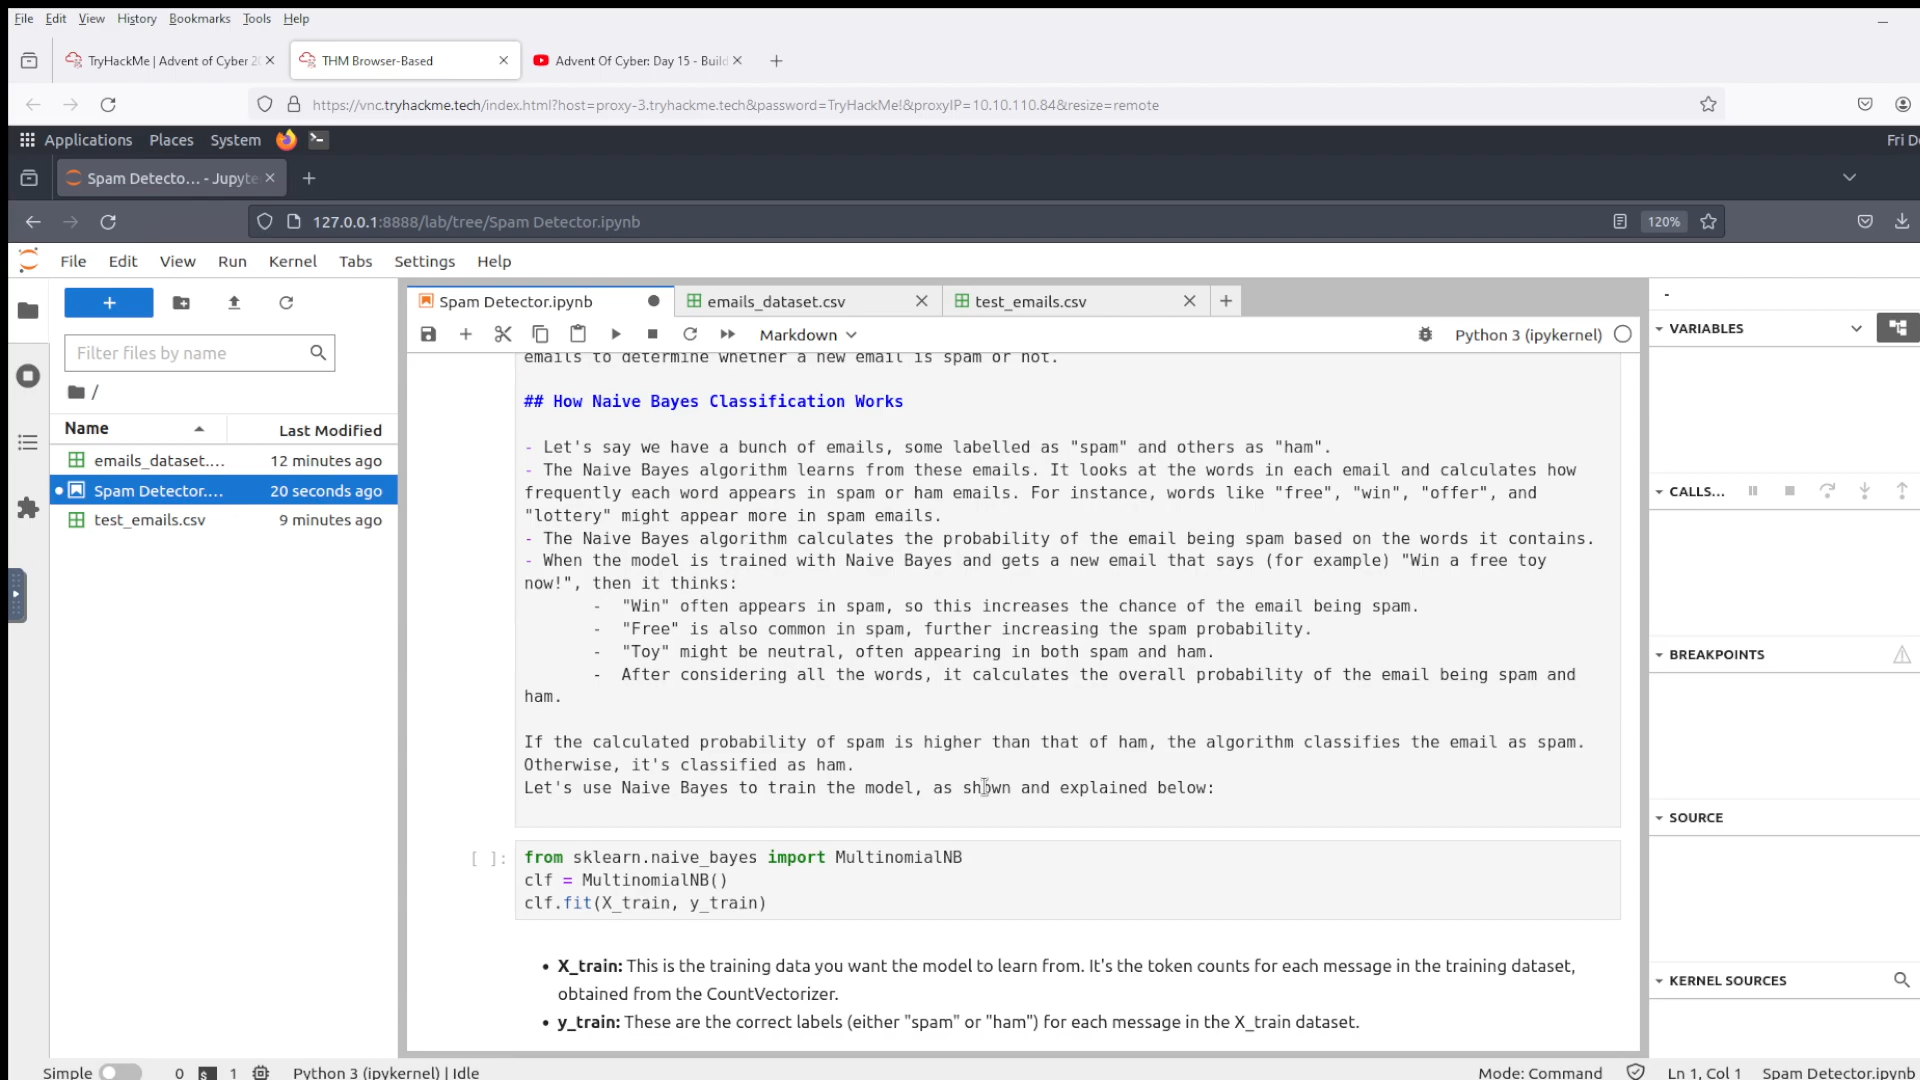 File Edit View History Bookmarks Tools Help
TryHackMe | Advent of Cyber 20
THM Browser-Based
Advent Of Cyber: Day 15 - Build
https://vnc.tryhackme.tech/index.html?host=proxy-3.tryhackme.tech&password=TryHackMe!&proxyIP=10.10.110.84&resize=remote
Applications Places System
Fri De
Spam Detecto… - Jupyte
127.0.0.1:8888/lab/tree/Spam Detector.ipynb
120%
File Edit View Run Kernel Tabs Settings Help
Spam Detector.ipynb
emails_dataset.csv
test_emails.csv
-
Filter files by name
Markdown
Python 3 (ipykernel)
VARIABLES
/
Name
Last Modified
emails_dataset.... 12 minutes ago
Spam Detector.... 20 seconds ago
test_emails.csv 9 minutes ago
emails to determine whether a new email is spam or not.
## How Naive Bayes Classification Works
- Let's say we have a bunch of emails, some labelled as "spam" and others as "ham".
- The Naive Bayes algorithm learns from these emails. It looks at the words in each email and calculates how
frequently each word appears in spam or ham emails. For instance, words like "free", "win", "offer", and
"lottery" might appear more in spam emails.
- The Naive Bayes algorithm calculates the probability of the email being spam based on the words it contains.
- When the model is trained with Naive Bayes and gets a new email that says (for example) "Win a free toy
now!", then it thinks:
- "Win" often appears in spam, so this increases the chance of the email being spam.
- "Free" is also common in spam, further increasing the spam probability.
- "Toy" might be neutral, often appearing in both spam and ham.
- After considering all the words, it calculates the overall probability of the email being spam and
ham.
If the calculated probability of spam is higher than that of ham, the algorithm classifies the email as spam.
Otherwise, it's classified as ham.
Let's use Naive Bayes to train the model, as shown and explained below:
[ ]:
from sklearn.naive_bayes import MultinomialNB
clf = MultinomialNB()
clf.fit(X_train, y_train)
• X_train: This is the training data you want the model to learn from. It's the token counts for each message in the training dataset,
obtained from the CountVectorizer.
• y_train: These are the correct labels (either "spam" or "ham") for each message in the X_train dataset.
CALLS...
BREAKPOINTS
SOURCE
KERNEL SOURCES
Simple 0 1 Python 3 (ipykernel) | Idle
Mode: Command Ln 1, Col 1 Spam Detector.ipynb